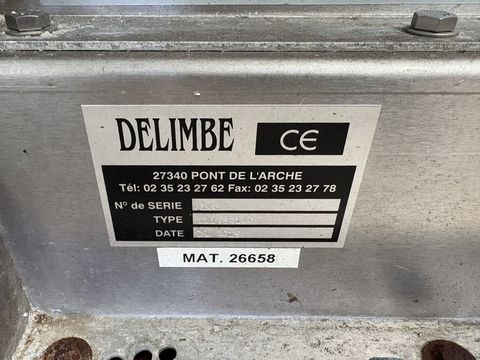 DELIMBE CE
27340 PONT DE L'ARCHE
Tél: 02 35 23 27 62 Fax: 02 35 23 27 78
N° de SERIE
TYPE
DATE
MAT. 26658